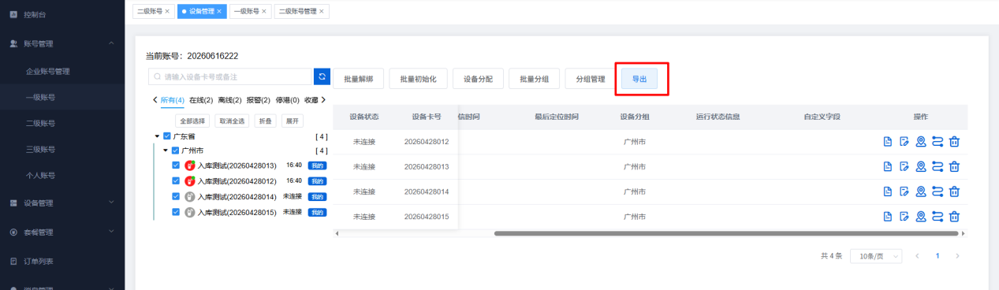 控制台
账号管理
企业账号管理
一级账号
二级账号
三级账号
个人账号
设备管理
套餐管理
订单列表
消息管理
二级账号 × 设备管理 × 一级账号 × 二级账号管理 ×
当前账号：20260616222
请输入设备卡号或备注
批量解绑 批量初始化 设备分配 批量分组 分组管理 导出
所有(4) 在线(2) 离线(2) 报警(2) 停港(0) 收藏
全部选择 取消全选 折叠 展开
广东省 [ 4 ]
广州市 [ 4 ]
入库测试(20260428013) 16:40 我的
入库测试(20260428012) 16:40 我的
入库测试(20260428014) 未连接 我的
入库测试(20260428015) 未连接 我的
设备状态 设备卡号 信时间 最后定位时间 设备分组 运行状态信息 自定义字段 操作
未连接 20260428012 广州市
未连接 20260428013 广州市
未连接 20260428014 广州市
未连接 20260428015 广州市
共 4 条 10条/页 1